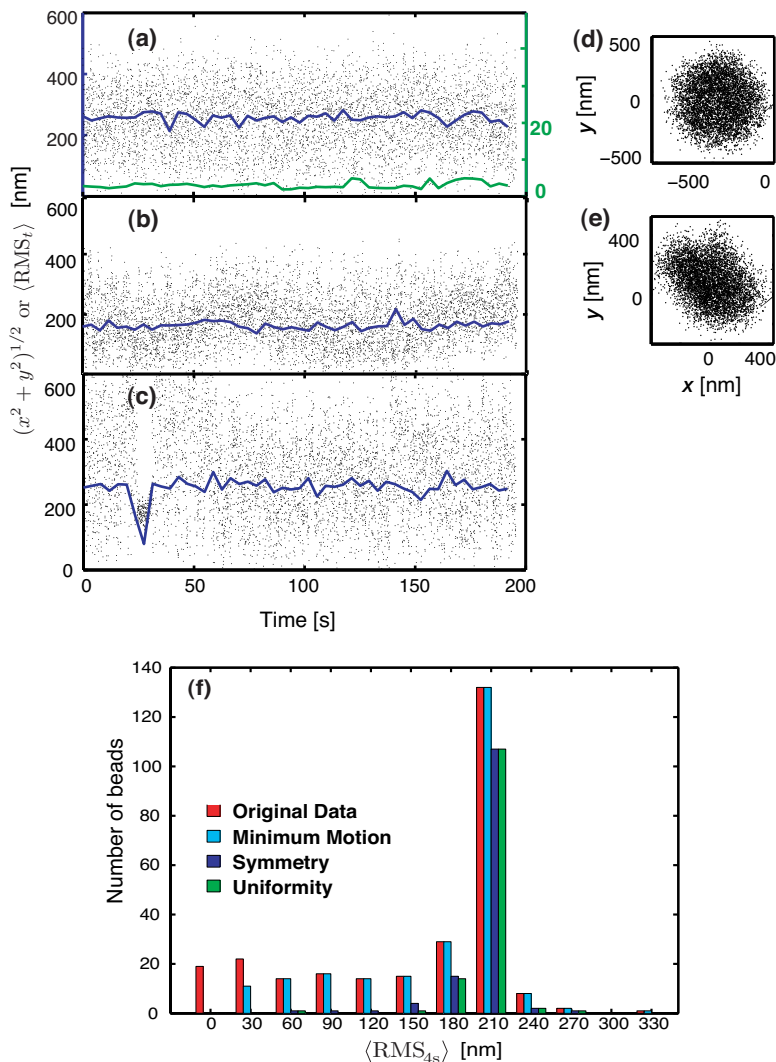 600
400
200
(a)
20
0
600
400
200
(b)
600
400
200
0
(c)
(x² + y²)^{1/2} or ⟨RMS_t⟩ [nm]
0 50 100 150 200
Time [s]
(d)
500
0
−500
y [nm]
−500 0
(e)
400
0
y [nm]
0 400
x [nm]
(f)
140
120
100
80
60
40
20
0
Number of beads
Original Data
Minimum Motion
Symmetry
Uniformity
0 30 60 90 120 150 180 210 240 270 300 330
⟨RMS_{4s}⟩ [nm]